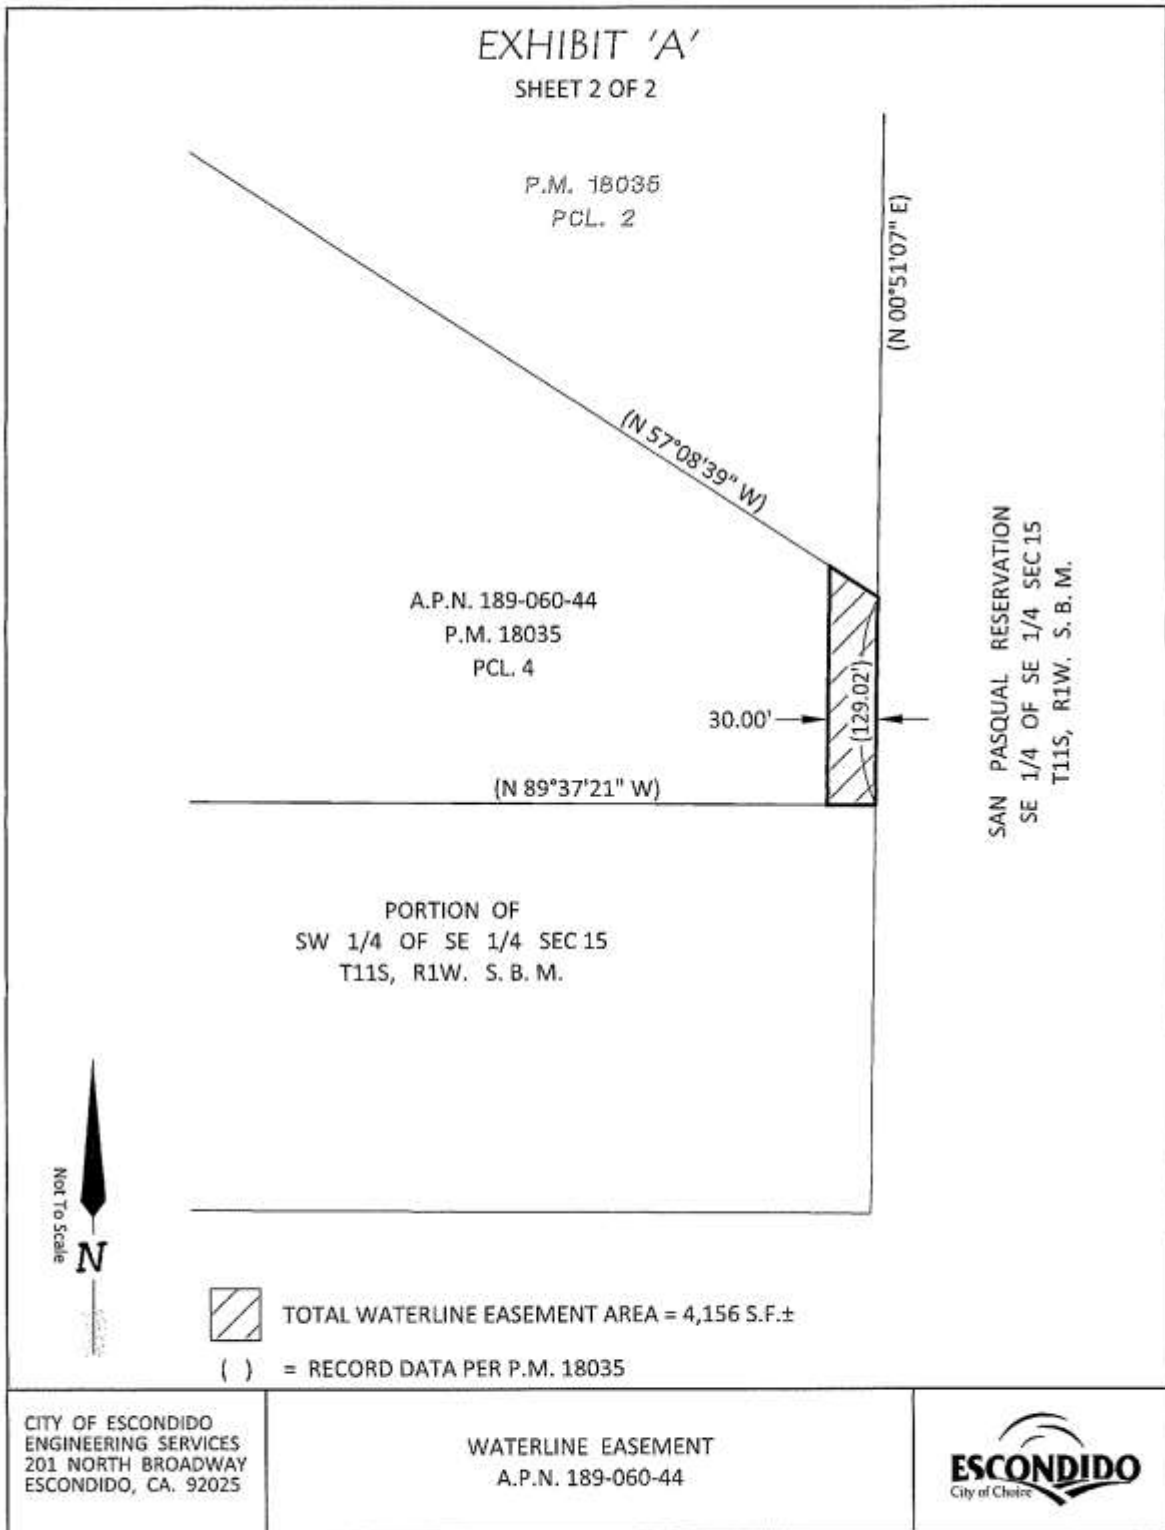 EXHIBIT 'A'
SHEET 2 OF 2
P.M. 18035
PCL. 2
(N 00°51'07" E)
(N 57°08'39" W)
A.P.N. 189-060-44
P.M. 18035
PCL. 4
30.00'
(129.02')
SAN PASQUAL RESERVATION
SE 1/4 OF SE 1/4 SEC 15
T11S, R1W. S. B. M.
(N 89°37'21" W)
PORTION OF
SW 1/4 OF SE 1/4 SEC 15
T11S, R1W. S. B. M.
Not To Scale
N
TOTAL WATERLINE EASEMENT AREA = 4,156 S.F.±
( ) = RECORD DATA PER P.M. 18035
CITY OF ESCONDIDO
ENGINEERING SERVICES
201 NORTH BROADWAY
ESCONDIDO, CA. 92025
WATERLINE EASEMENT
A.P.N. 189-060-44
ESCONDIDO
City of Choice